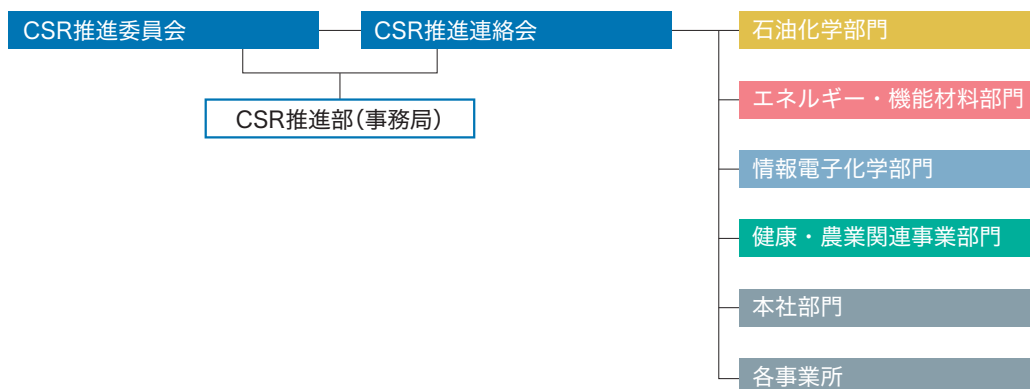 CSR推進委員会
CSR推進連絡会
CSR推進部（事務局）
石油化学部門
エネルギー・機能材料部門
情報電子化学部門
健康・農業関連事業部門
本社部門
各事業所